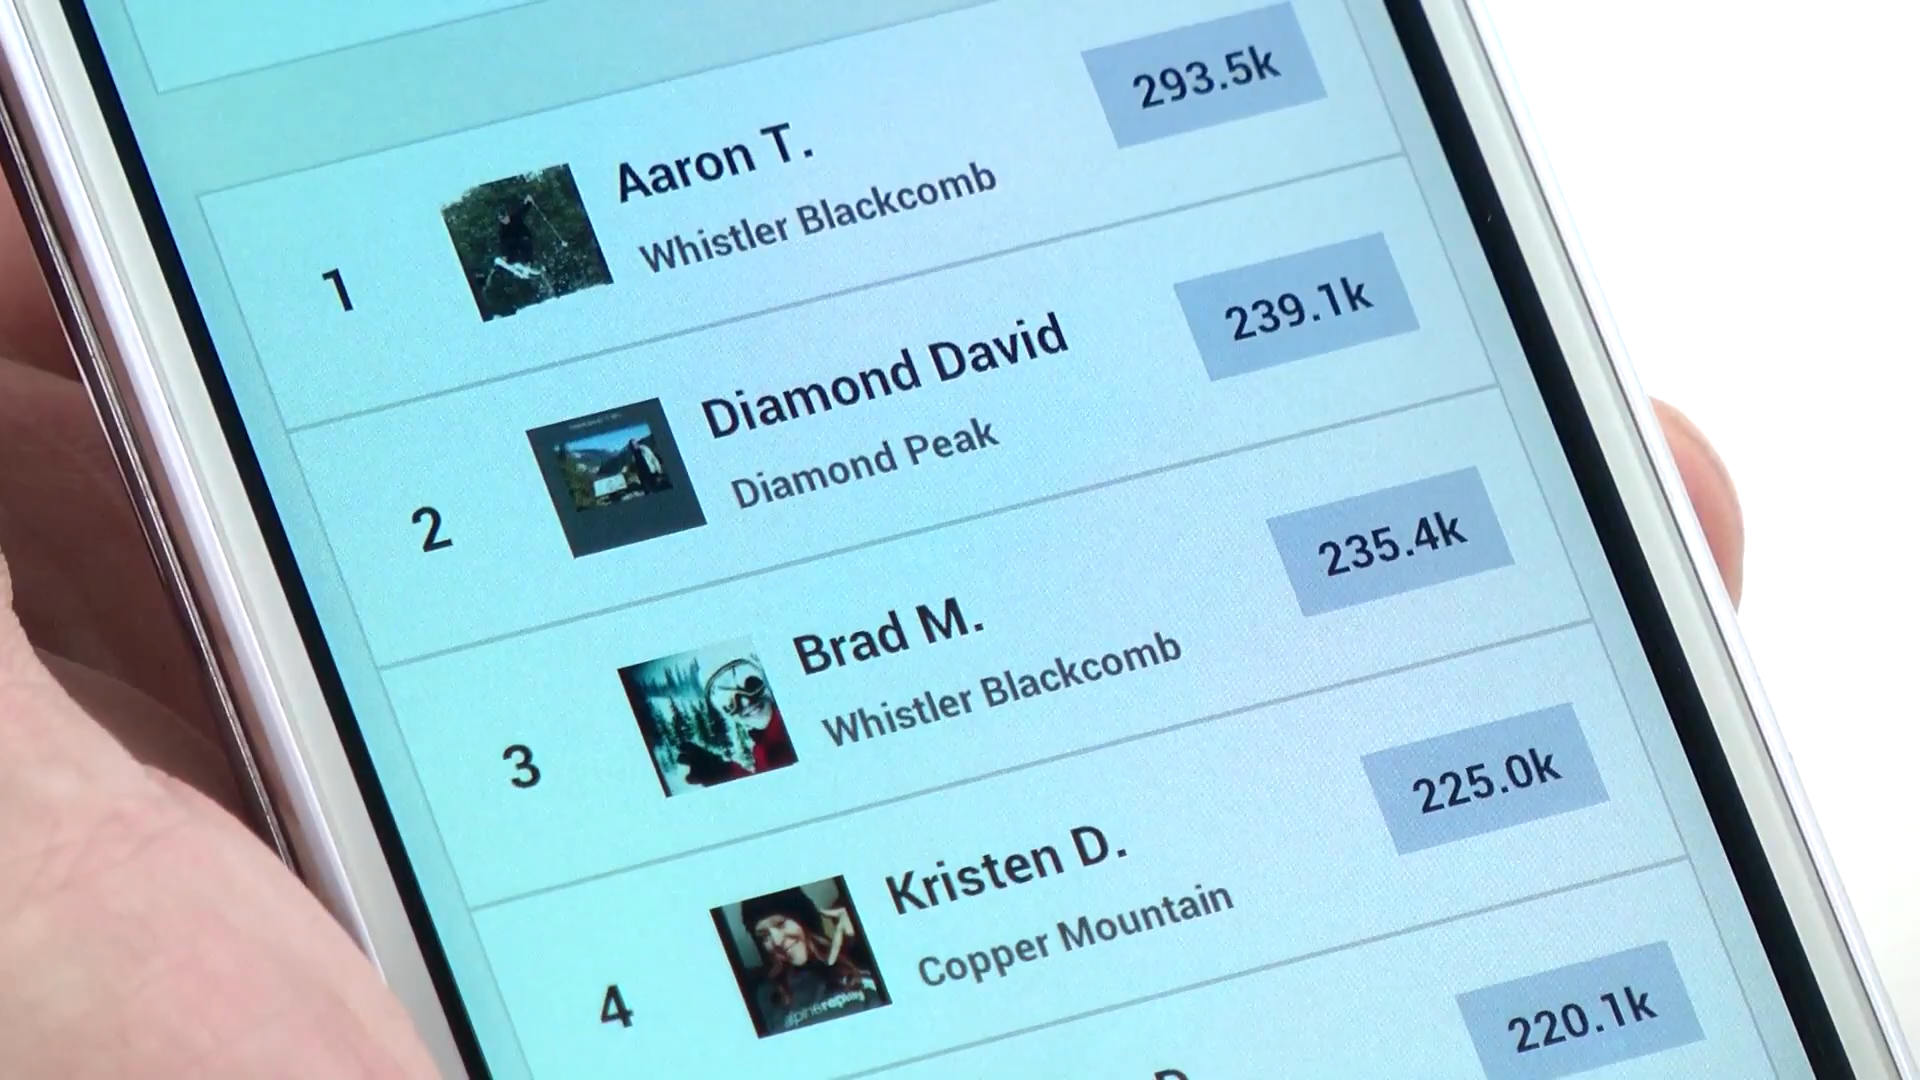 293.5k
Aaron T.
Whistler Blackcomb
1
239.1k
Diamond David
Diamond Peak
2
235.4k
Brad M.
Whistler Blackcomb
3
225.0k
Kristen D.
Copper Mountain
4
alpinereplay
220.1k
D